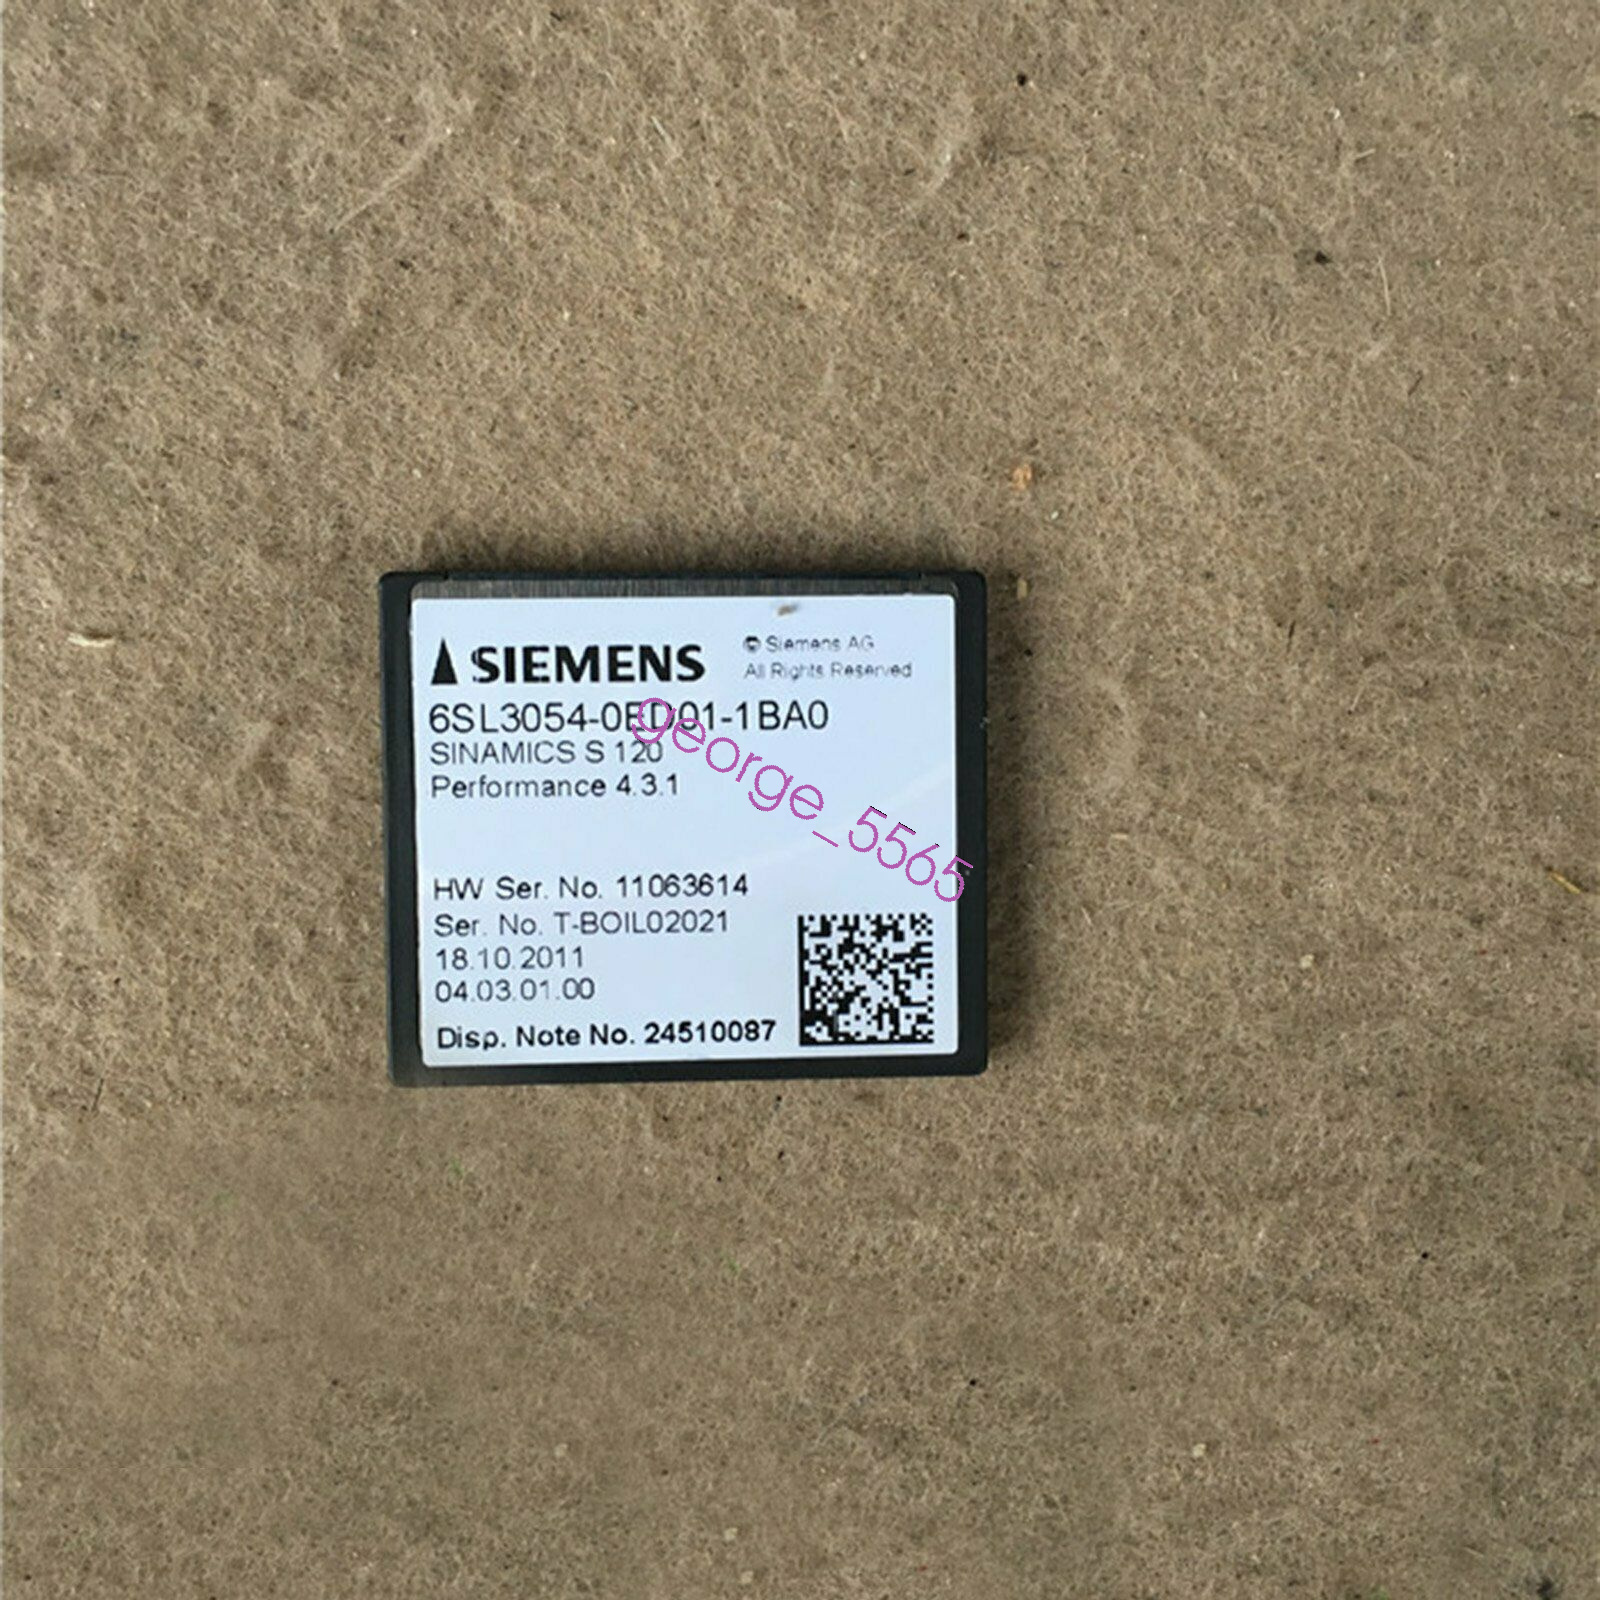 SIEMENS
© Siemens AG
All Rights Reserved
6SL3054-0ED01-1BA0
SINAMICS S 120
Performance 4.3.1
george_5565
HW Ser. No. 11063614
Ser. No. T-BOIL02021
18.10.2011
04.03.01.00
Disp. Note No. 24510087